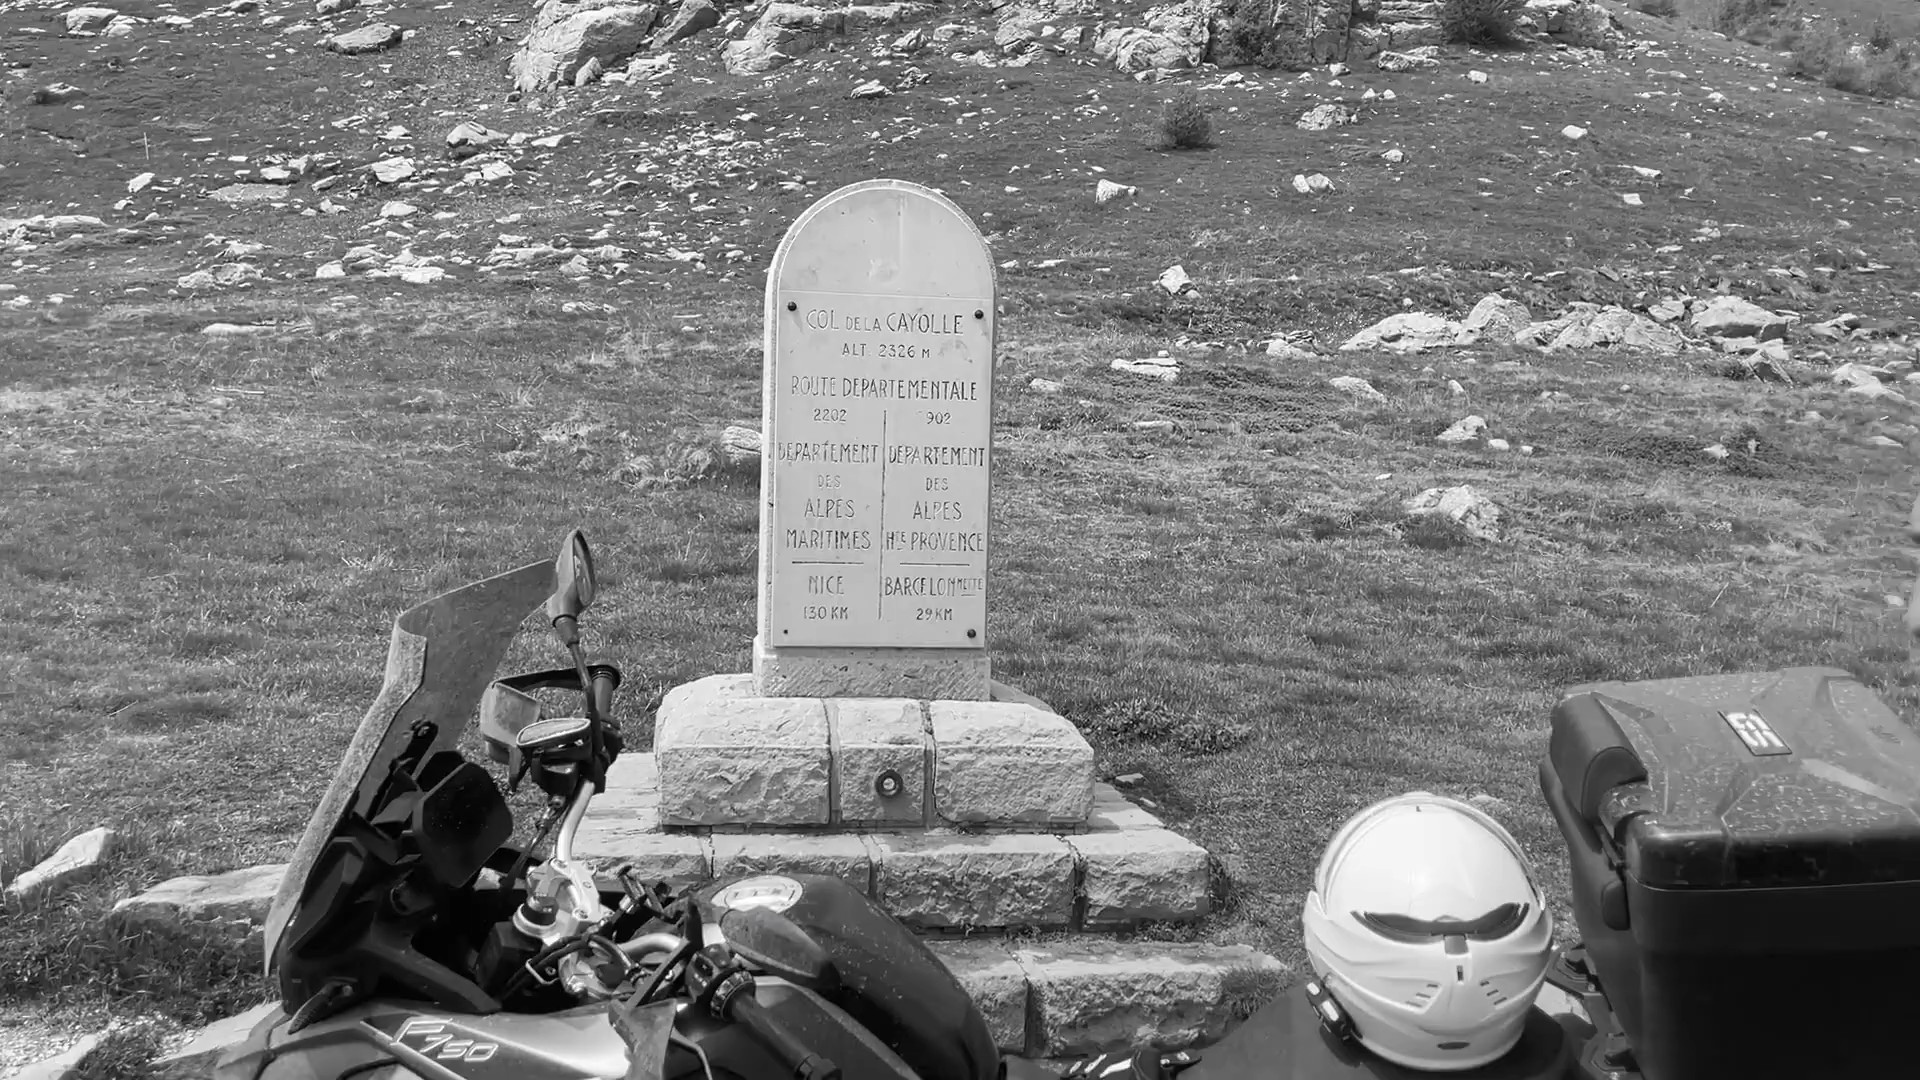 COL DE LA CAYOLLE
ALT. 2326 M
ROUTE DEPARTEMENTALE
2202 902
DEPARTEMENT DES ALPES MARITIMES
NICE
130 KM
DEPARTEMENT DES ALPES HTE PROVENCE
BARCELONNETTE
29 KM
F750